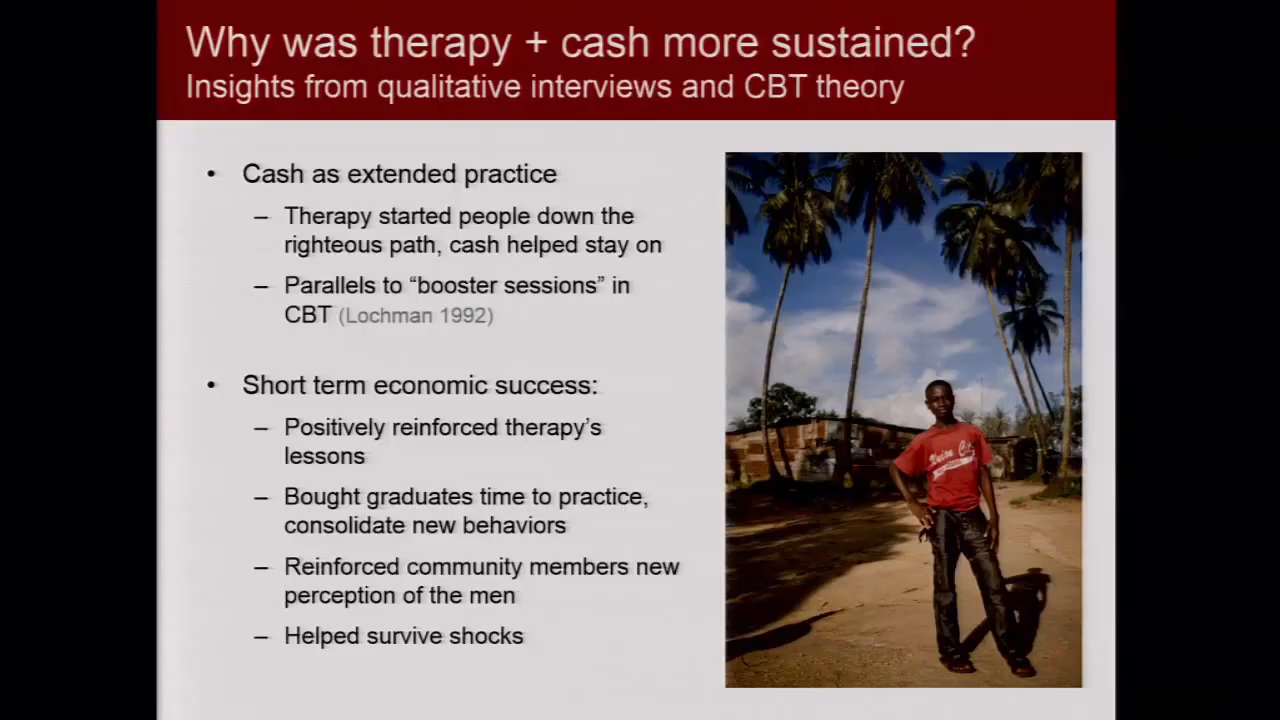 Why was therapy + cash more sustained?
Insights from qualitative interviews and CBT theory
• Cash as extended practice
– Therapy started people down the
righteous path, cash helped stay on
– Parallels to “booster sessions” in
CBT (Lochman 1992)
• Short term economic success:
– Positively reinforced therapy’s
lessons
– Bought graduates time to practice,
consolidate new behaviors
– Reinforced community members new
perception of the men
– Helped survive shocks
Union